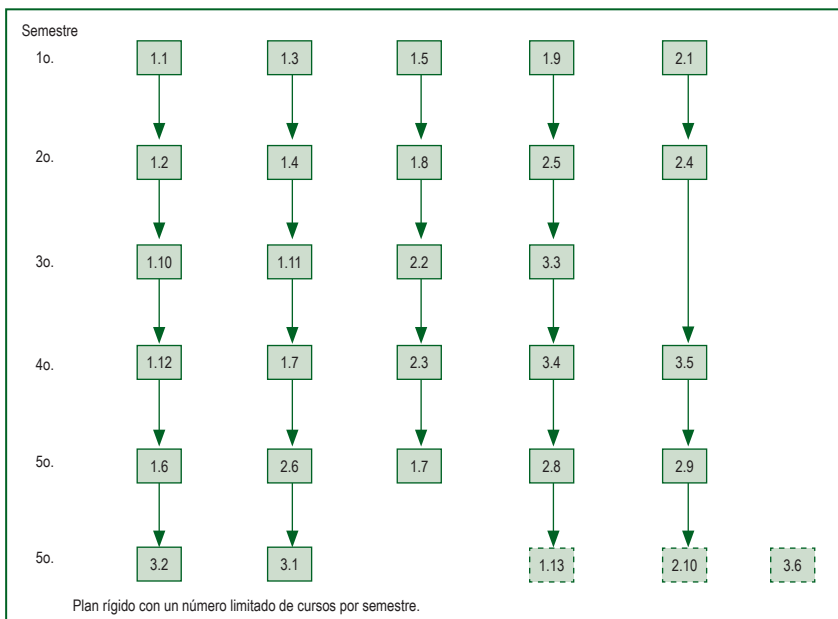 Semestre
1o. 1.1 1.3 1.5 1.9 2.1
2o. 1.2 1.4 1.8 2.5 2.4
3o. 1.10 1.11 2.2 3.3
4o. 1.12 1.7 2.3 3.4 3.5
5o. 1.6 2.6 1.7 2.8 2.9
5o. 3.2 3.1 1.13 2.10 3.6
Plan rígido con un número limitado de cursos por semestre.